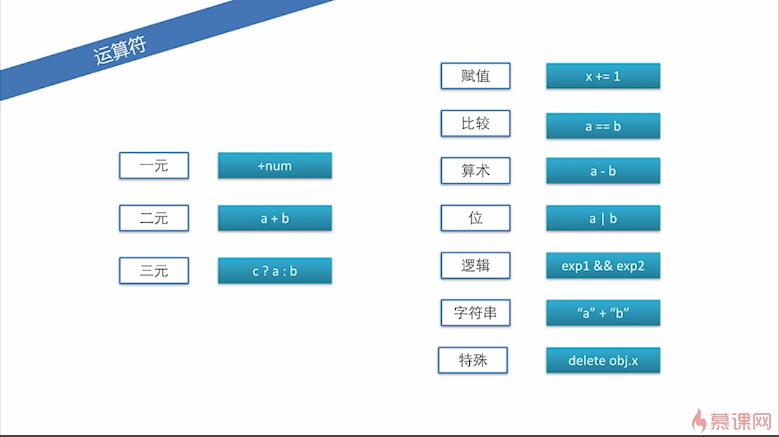 运算符
一元 +num
二元 a + b
三元 c ? a : b
赋值 x += 1
比较 a == b
算术 a - b
位 a | b
逻辑 exp1 && exp2
字符串 “a” + “b”
特殊 delete obj.x
慕课网